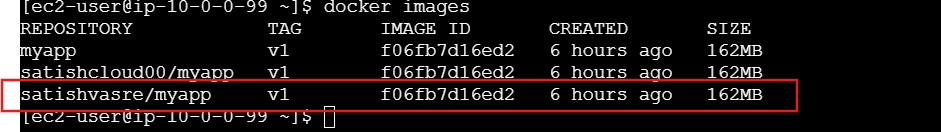 [ec2-user@ip-10-0-0-99 ~]$ docker images
REPOSITORY TAG IMAGE ID CREATED SIZE
myapp v1 f06fb7d16ed2 6 hours ago 162MB
satishcloud00/myapp v1 f06fb7d16ed2 6 hours ago 162MB
satishvasre/myapp v1 f06fb7d16ed2 6 hours ago 162MB
[ec2-user@ip-10-0-0-99 ~]$